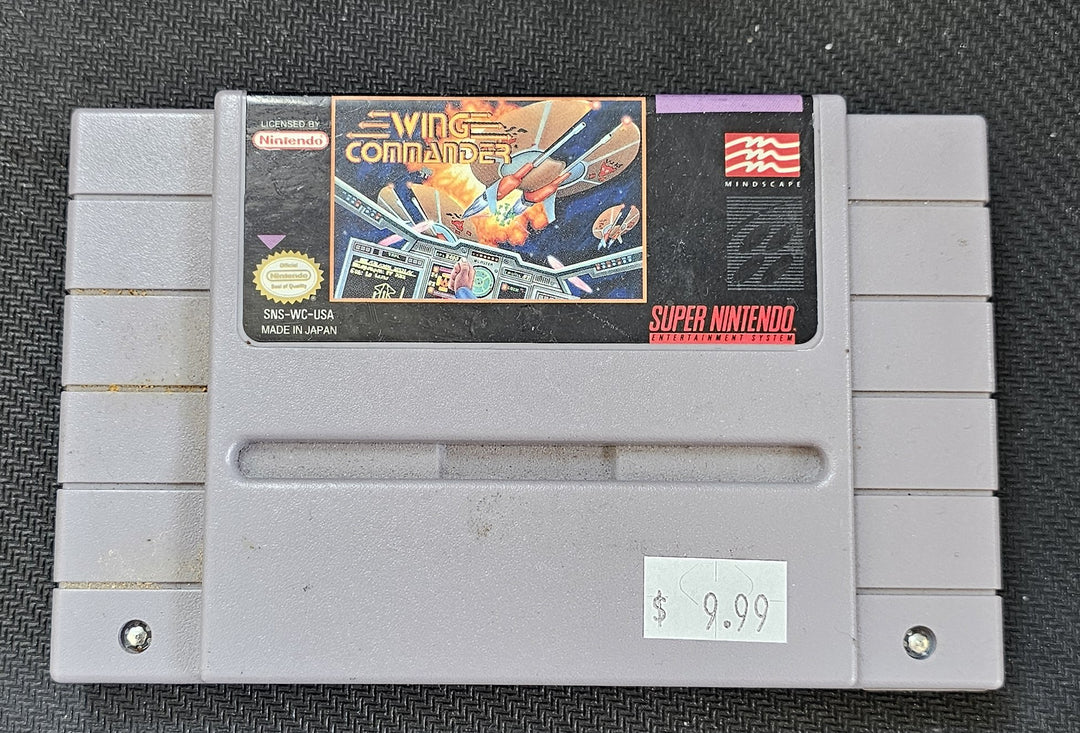 LICENSED BY
Nintendo
WING
COMMANDER
MINDSCAPE
Official
Nintendo
Seal of Quality
SNS-WC-USA
MADE IN JAPAN
SUPER NINTENDO
ENTERTAINMENT SYSTEM
$ 9.99